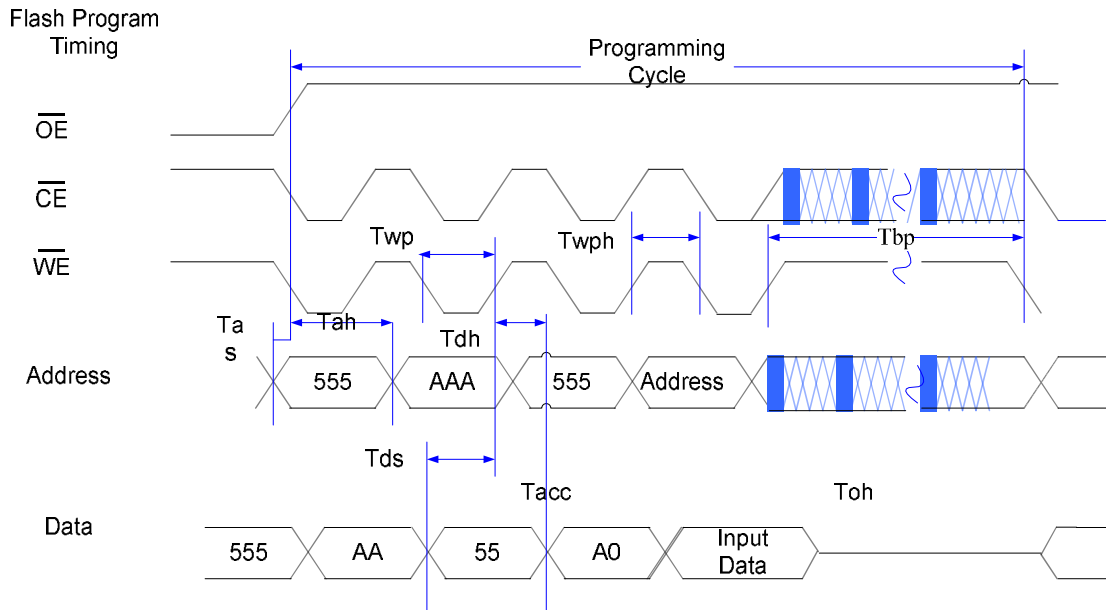 Flash Program
Timing
Programming
Cycle
OE
CE
Twp
Twph
Tbp
WE
Ta
s
Tah
Tdh
Address
555
AAA
555
Address
Tds
Tacc
Toh
Data
555
AA
55
A0
Input
Data